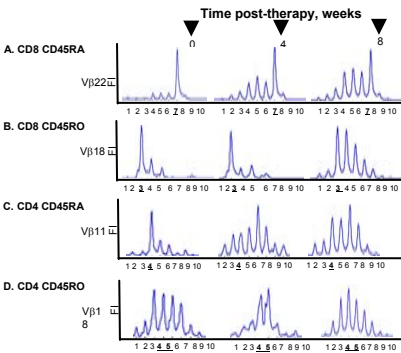 Time post-therapy, weeks
0 4 8
A. CD8 CD45RA
Vβ22 FI
1 2 3 4 5 6 7 8 9 10 1 2 3 4 5 6 7 8 9 10 1 2 3 4 5 6 7 8 9 10
B. CD8 CD45RO
Vβ18 FI
1 2 3 4 5 6 7 8 9 10 1 2 3 4 5 6 7 8 9 10 1 2 3 4 5 6 7 8 9 10
C. CD4 CD45RA
Vβ11 FI
1 2 3 4 5 6 7 8 9 10 1 2 3 4 5 6 7 8 9 10 1 2 3 4 5 6 7 8 9 10
D. CD4 CD45RO
Vβ1 FI
8
1 2 3 4 5 6 7 8 9 10 1 2 3 4 5 6 7 8 9 10 1 2 3 4 5 6 7 8 9 10